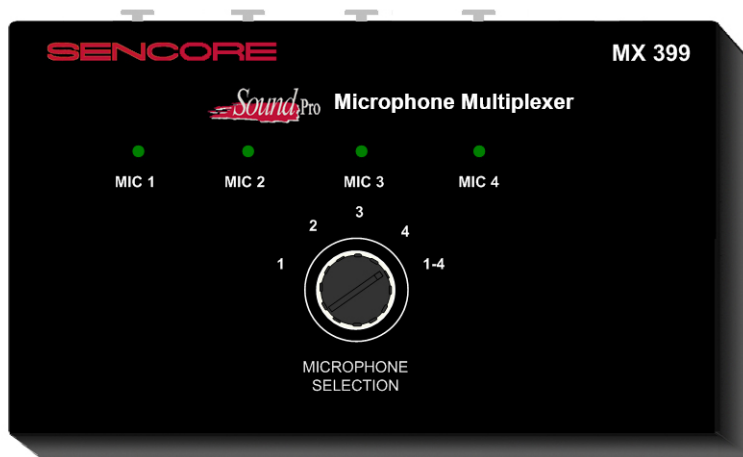 SENCORE
MX 399
Sound Pro Microphone Multiplexer
MIC 1 MIC 2 MIC 3 MIC 4
3
2 4
1 1-4
MICROPHONE
SELECTION